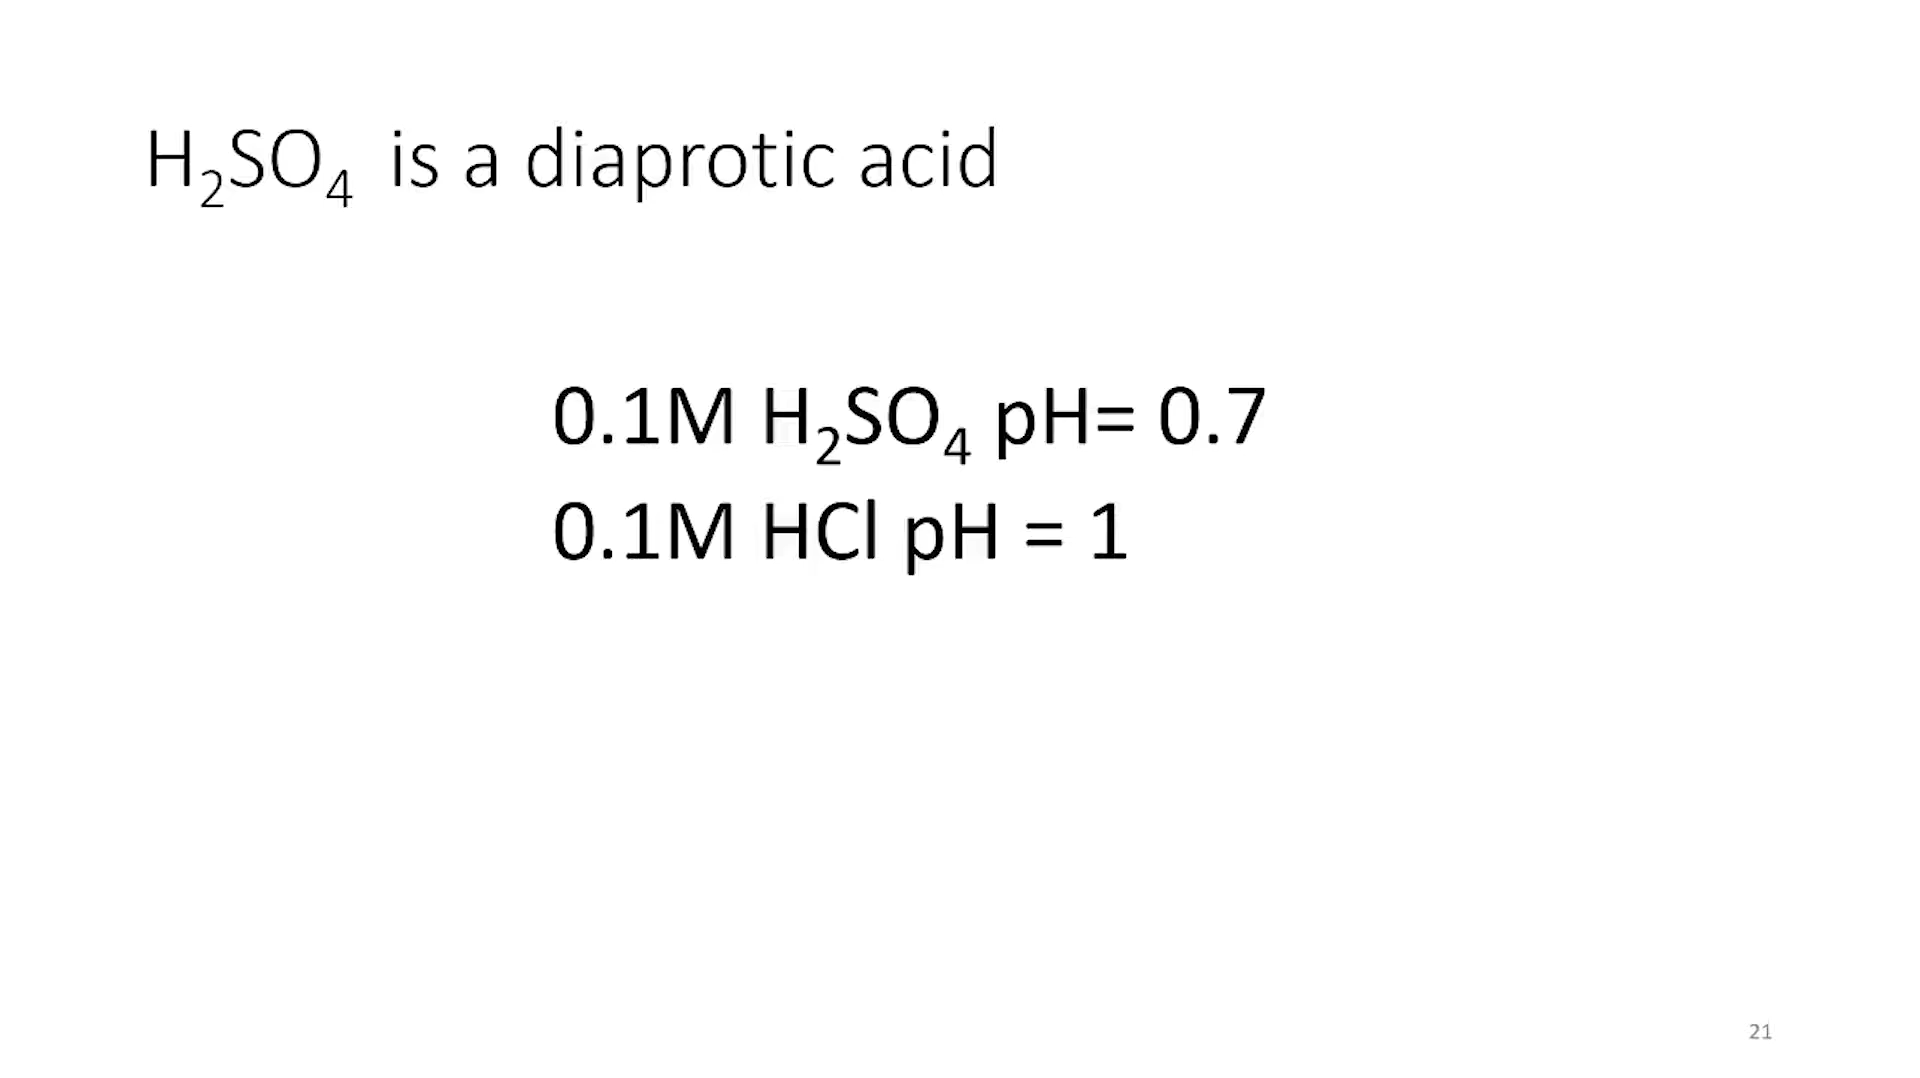 H₂SO₄ is a diaprotic acid
0.1M H₂SO₄ pH= 0.7
0.1M HCl pH = 1
21